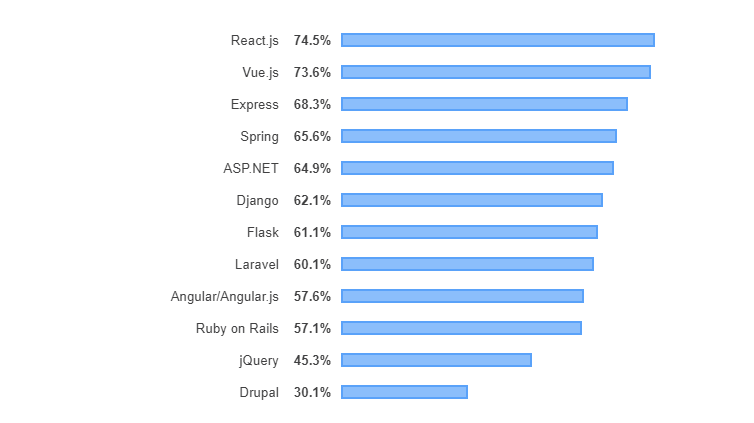 React.js 74.5%
Vue.js 73.6%
Express 68.3%
Spring 65.6%
ASP.NET 64.9%
Django 62.1%
Flask 61.1%
Laravel 60.1%
Angular/Angular.js 57.6%
Ruby on Rails 57.1%
jQuery 45.3%
Drupal 30.1%